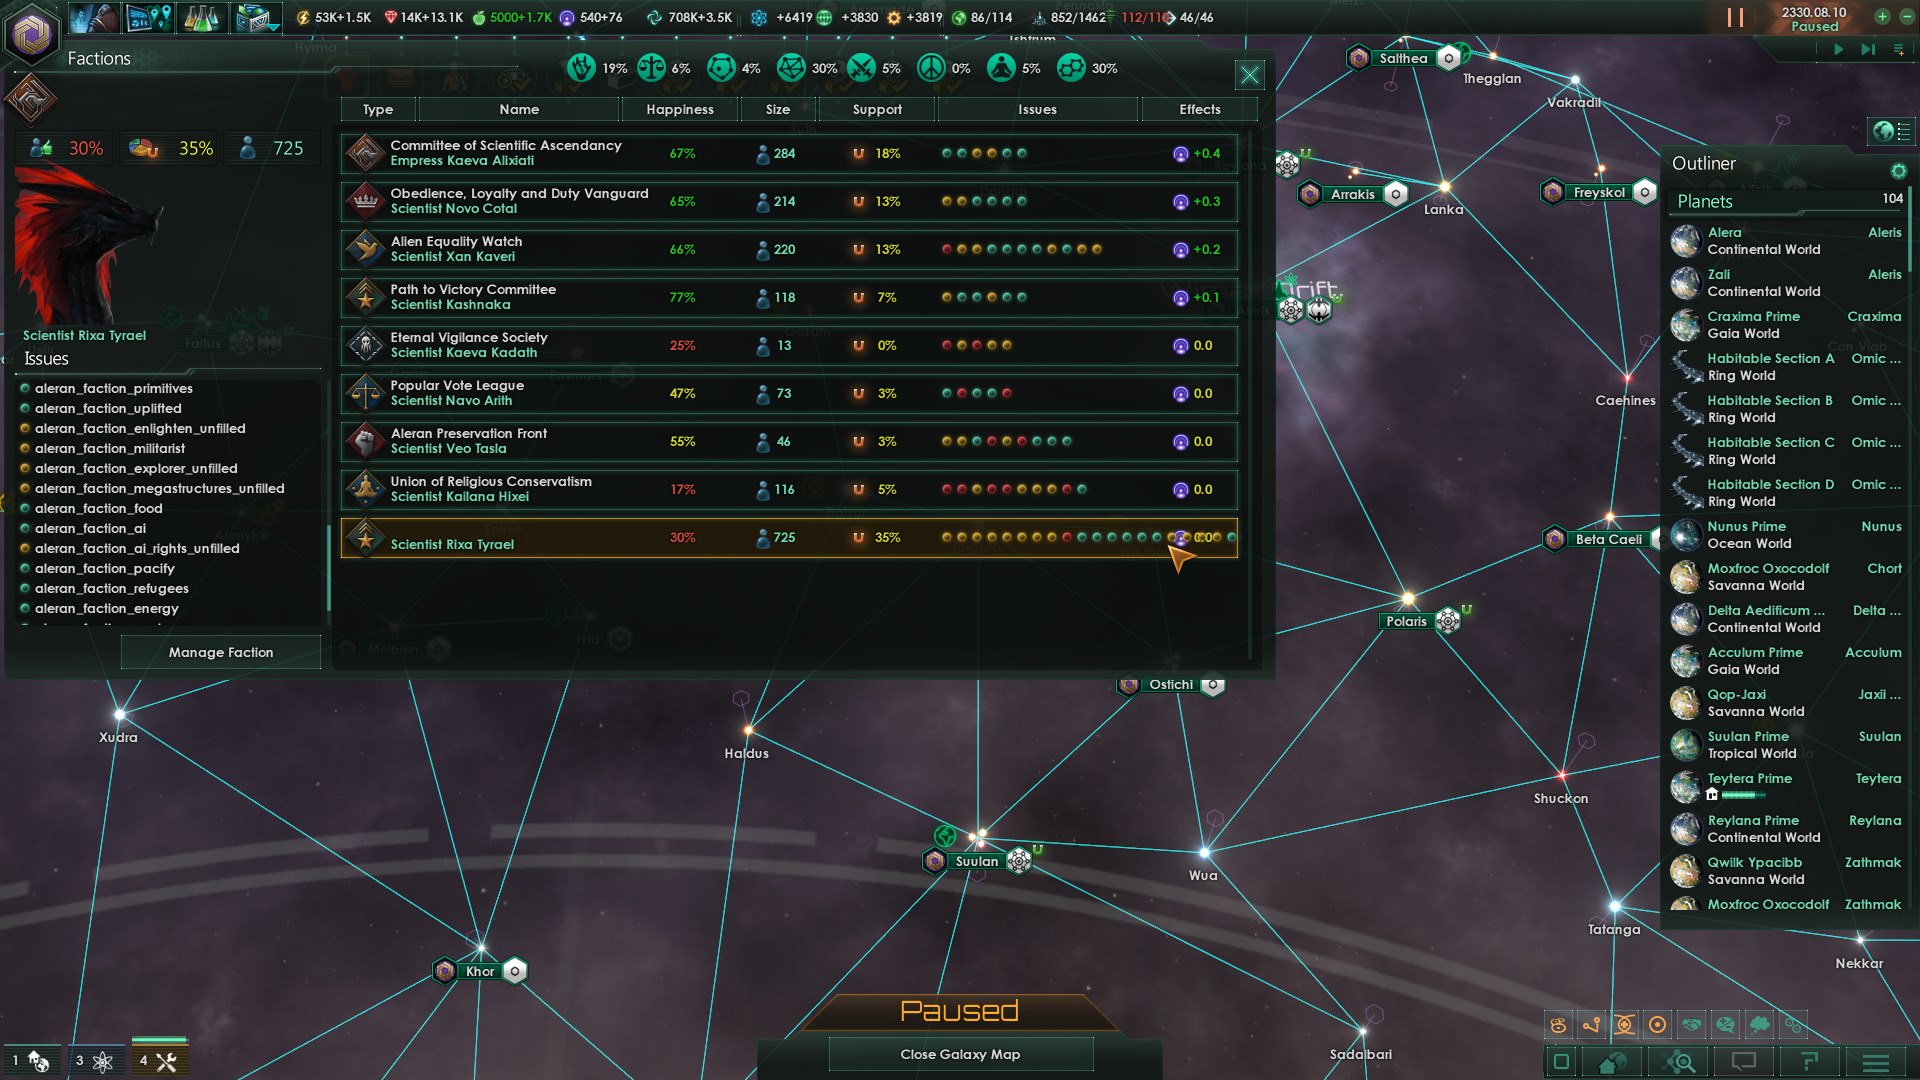 53K+1.5K
14K+13.1K
5000+1.7K
540+76
708K+3.5K
+6419
+3830
+3819
86/114
852/1462
112/11
46/46
2330.08.10
Paused
Factions
19%
6%
4%
30%
5%
0%
5%
30%
Type
Name
Happiness
Size
Support
Issues
Effects
30%
35%
725
Scientist Rixa Tyrael
Issues
aleran_faction_primitives
aleran_faction_uplifted
aleran_faction_enlighten_unfilled
aleran_faction_militarist
aleran_faction_explorer_unfilled
aleran_faction_megastructures_unfilled
aleran_faction_food
aleran_faction_ai
aleran_faction_ai_rights_unfilled
aleran_faction_pacify
aleran_faction_refugees
aleran_faction_energy
Manage Faction
Committee of Scientific Ascendancy
Empress Kaeva Alixiati
67%
284
18%
+0.4
Obedience, Loyalty and Duty Vanguard
Scientist Novo Cotal
65%
214
13%
+0.3
Alien Equality Watch
Scientist Xan Kaveri
66%
220
13%
+0.2
Path to Victory Committee
Scientist Kashnaka
77%
118
7%
+0.1
Eternal Vigilance Society
Scientist Kaeva Kadath
25%
13
0%
0.0
Popular Vote League
Scientist Navo Arith
47%
73
3%
0.0
Aleran Preservation Front
Scientist Veo Tasla
55%
46
3%
0.0
Union of Religious Conservatism
Scientist Kailana Hixei
17%
116
5%
0.0
Scientist Rixa Tyrael
30%
725
35%
0.0
Salthea
Thegglan
Vakradil
Arrakis
Lanka
Freyskol
Caehines
Beta Caeli
Polaris
Ostichi
Xudra
Haldus
Shuckon
Suulan
Wua
Tatanga
Nekkar
Khor
Sadalbari
Molbion
Izta
Faltus
Outliner
Planets
104
Alera
Aleris
Continental World
Zali
Aleris
Continental World
Craxima Prime
Craxima
Gaia World
Habitable Section A
Omic ...
Ring World
Habitable Section B
Omic ...
Ring World
Habitable Section C
Omic ...
Ring World
Habitable Section D
Omic ...
Ring World
Nunus Prime
Nunus
Ocean World
Moxfroc Oxocodolf
Chort
Savanna World
Delta Aedificum ...
Delta ...
Continental World
Acculum Prime
Acculum
Gaia World
Qop-Jaxi
Jaxii ...
Savanna World
Suulan Prime
Suulan
Tropical World
Teytera Prime
Teytera
Reylana Prime
Reylana
Continental World
Qwilk Ypacibb
Zathmak
Savanna World
Moxfroc Oxocodolf
Zathmak
Paused
Close Galaxy Map
1
3
4